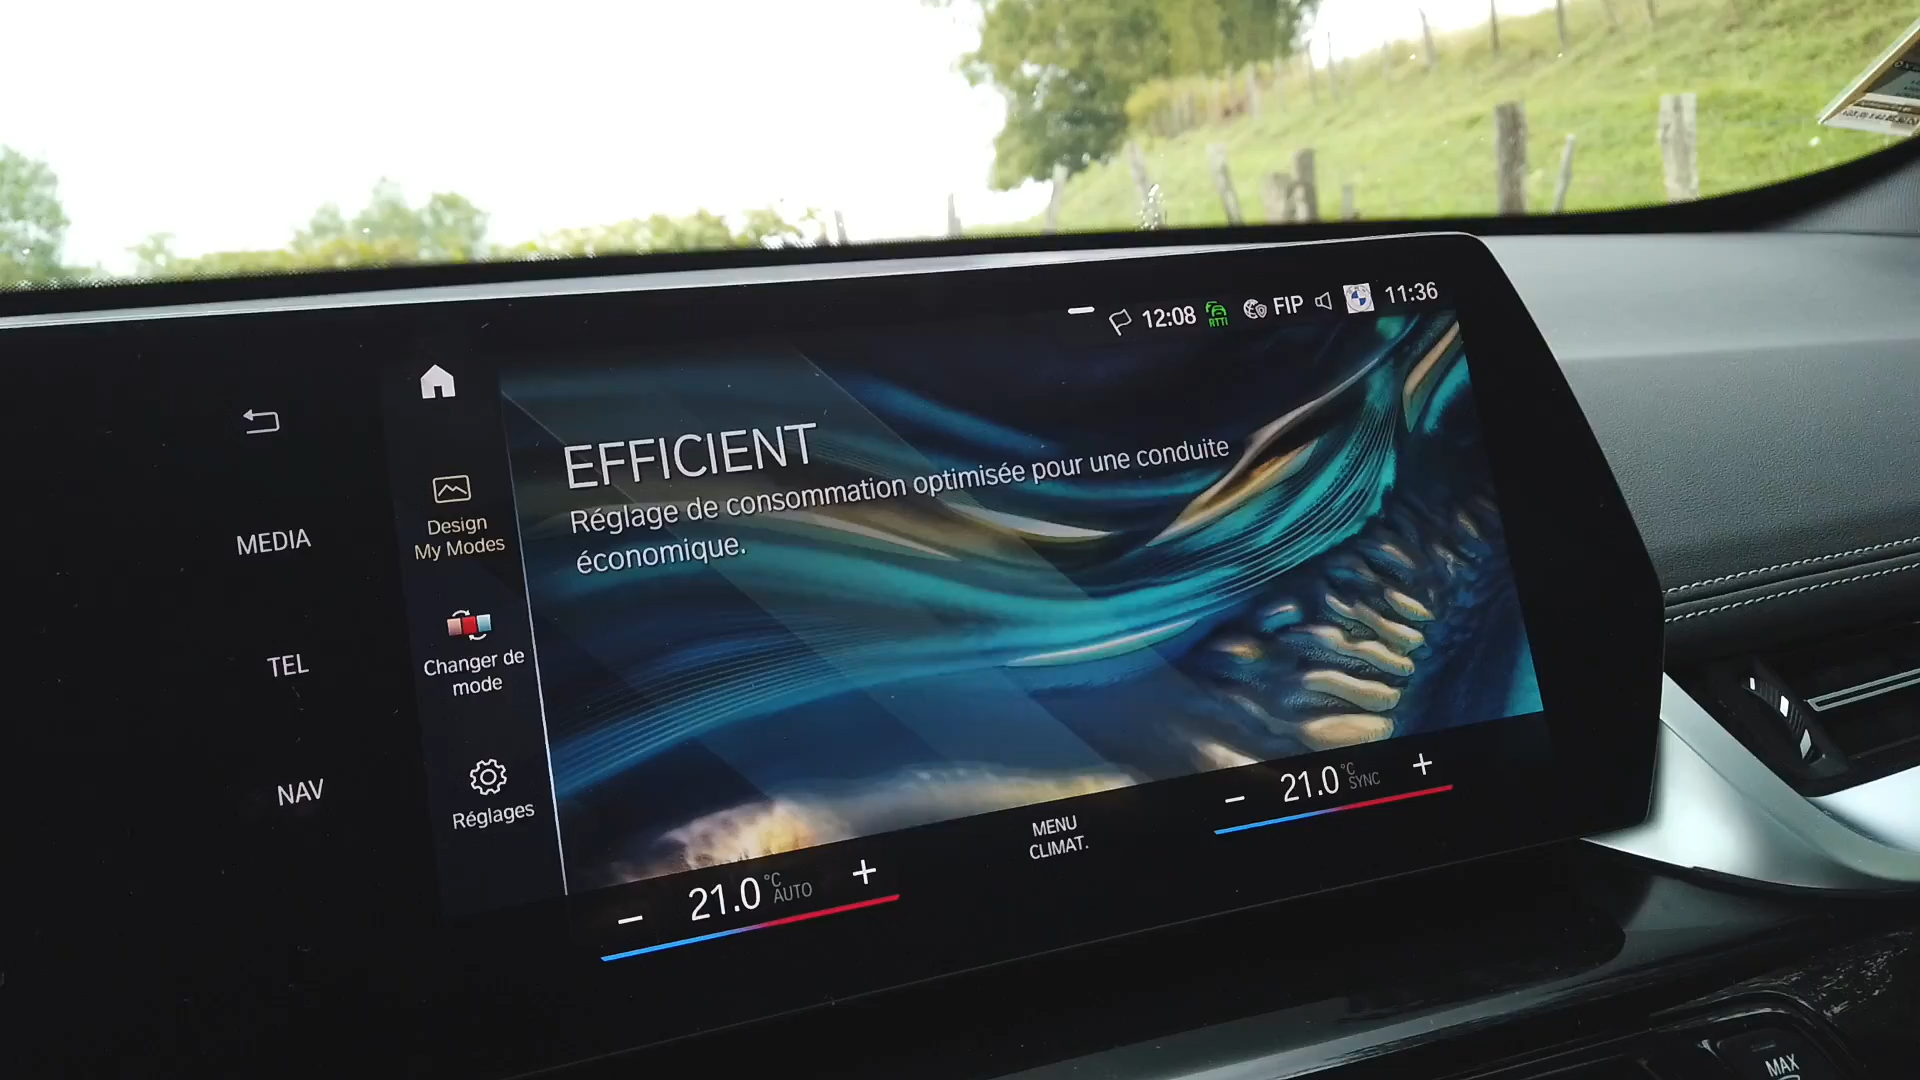 12:08 RTTI FIP 11:36
EFFICIENT
Réglage de consommation optimisée pour une conduite
économique.
MEDIA
TEL
NAV
Design
My Modes
Changer de
mode
Réglages
21.0 °C AUTO
MENU
CLIMAT.
21.0 °C SYNC
MAX